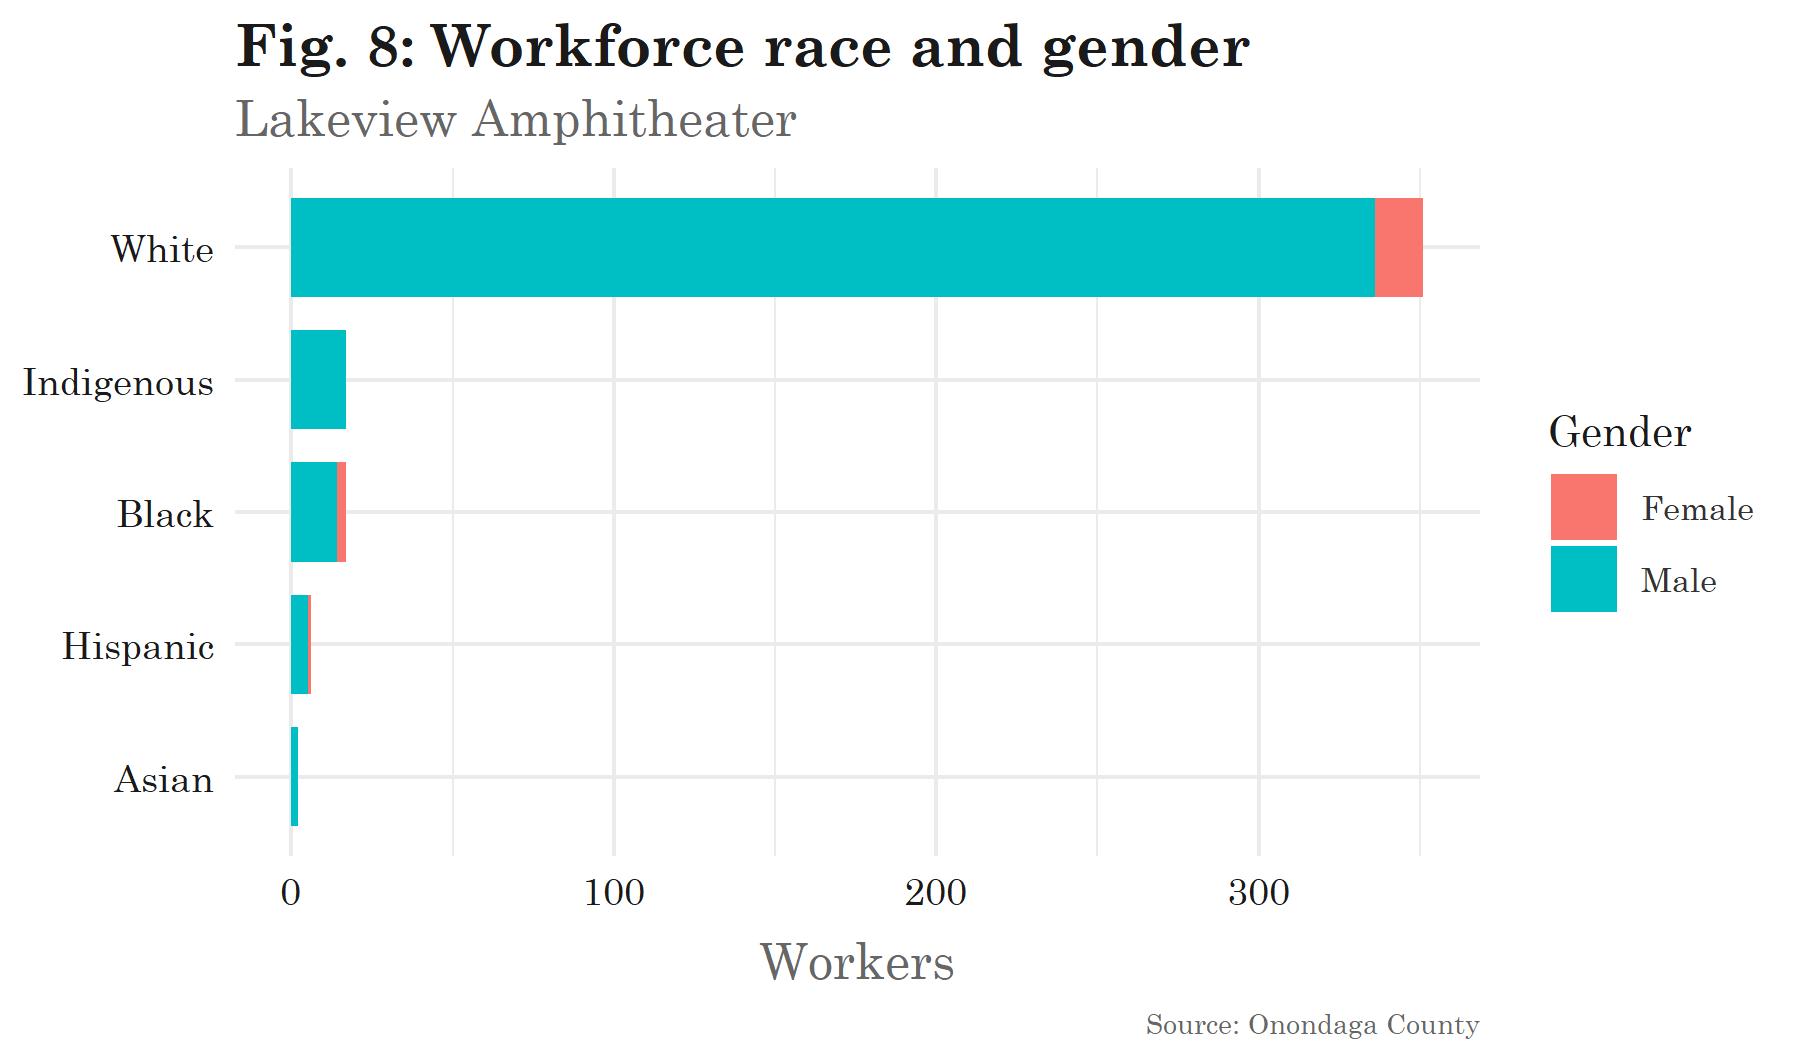 Fig. 8: Workforce race and gender
Lakeview Amphitheater
White
Indigenous
Black
Hispanic
Asian
0 100 200 300
Workers
Gender
Female
Male
Source: Onondaga County